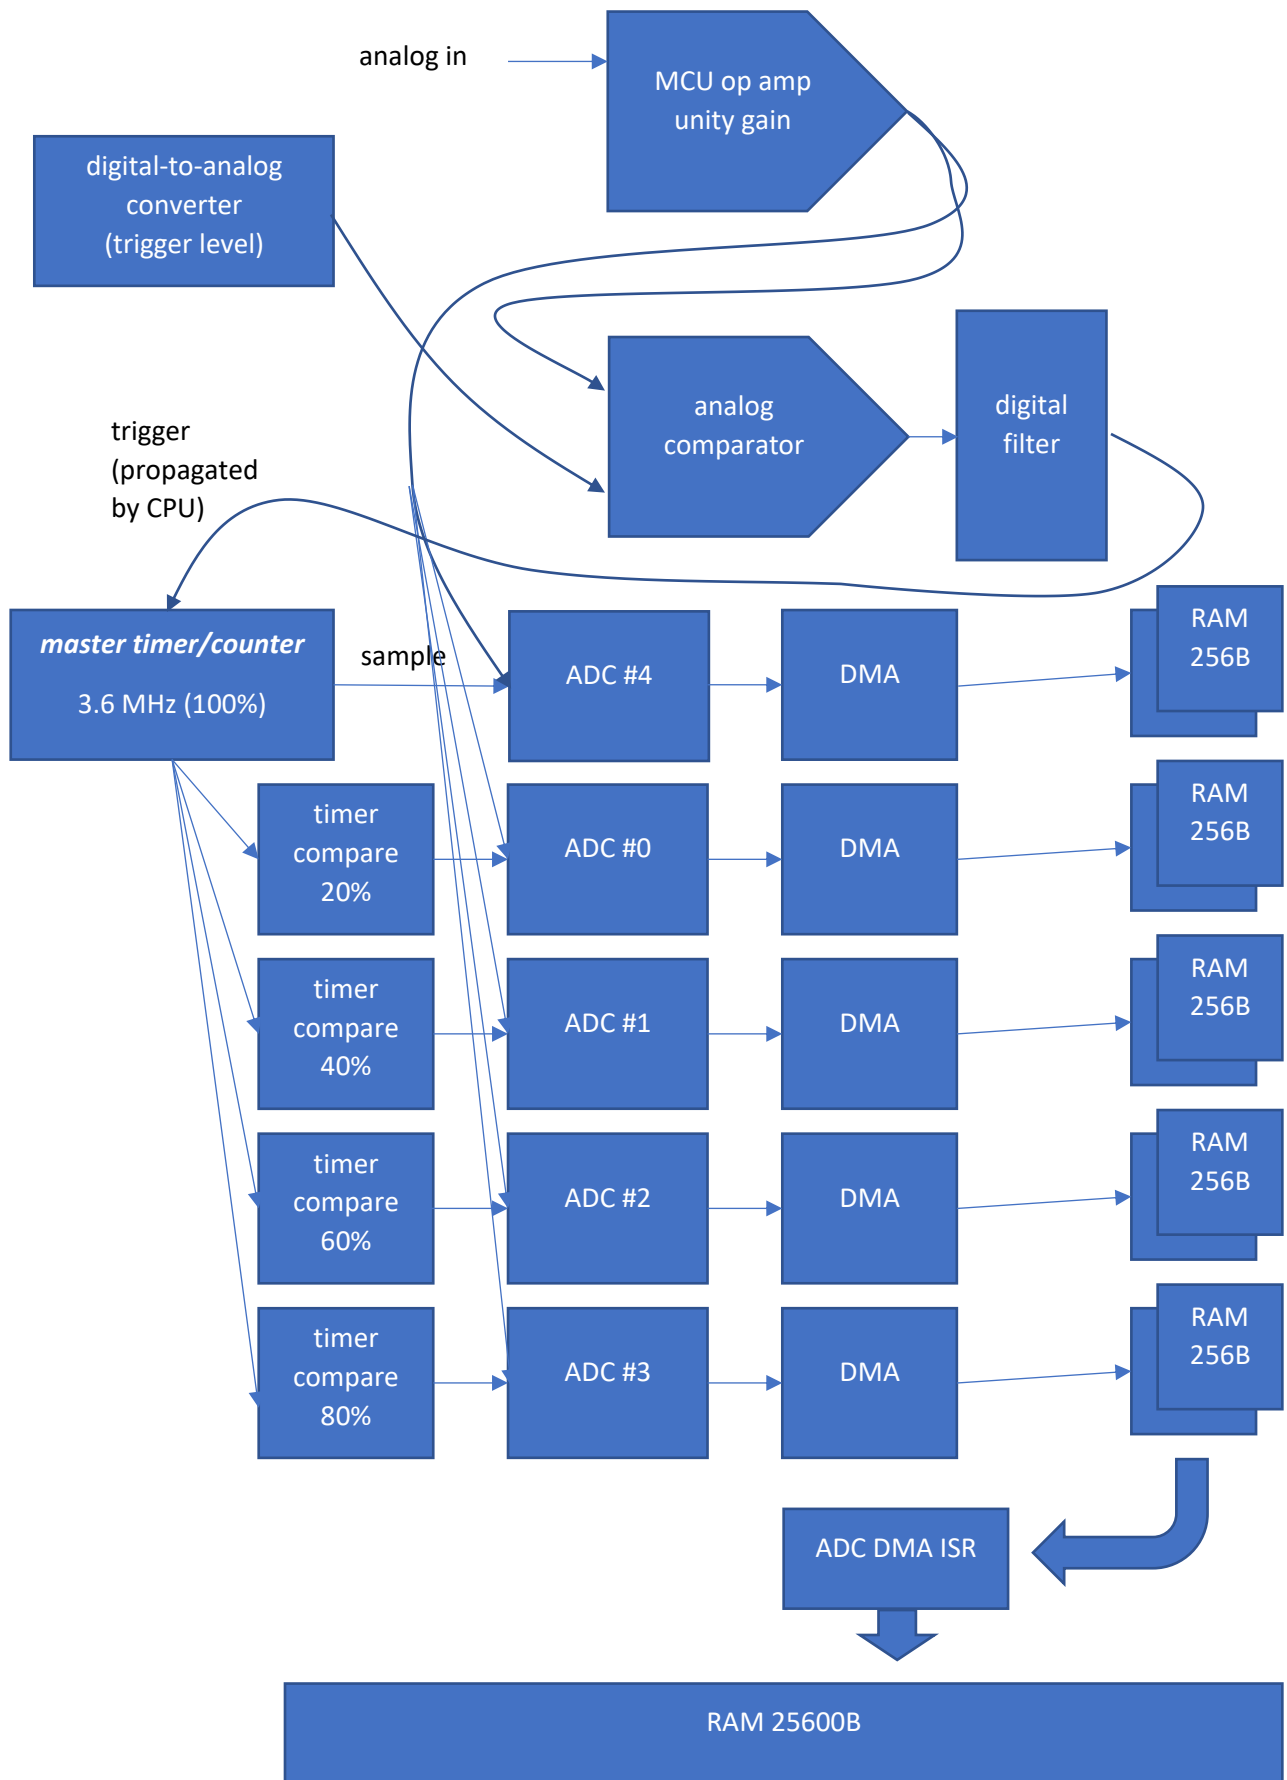 analog in
MCU op amp
unity gain
digital-to-analog
converter
(trigger level)
analog
comparator
digital
filter
trigger
(propagated
by CPU)
master timer/counter
3.6 MHz (100%)
sample
ADC #4
DMA
RAM
256B
timer
compare
20%
ADC #0
DMA
RAM
256B
timer
compare
40%
ADC #1
DMA
RAM
256B
timer
compare
60%
ADC #2
DMA
RAM
256B
timer
compare
80%
ADC #3
DMA
RAM
256B
ADC DMA ISR
RAM 25600B